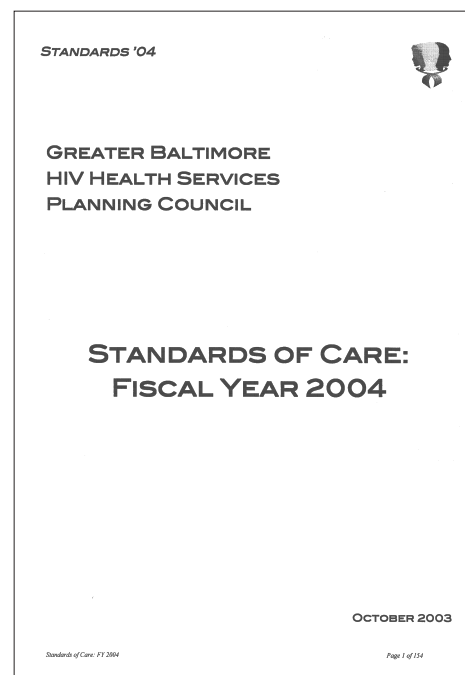 STANDARDS '04
GREATER BALTIMORE
HIV HEALTH SERVICES
PLANNING COUNCIL
STANDARDS OF CARE:
FISCAL YEAR 2004
OCTOBER 2003
Standards of Care: FY 2004
Page 1 of 154